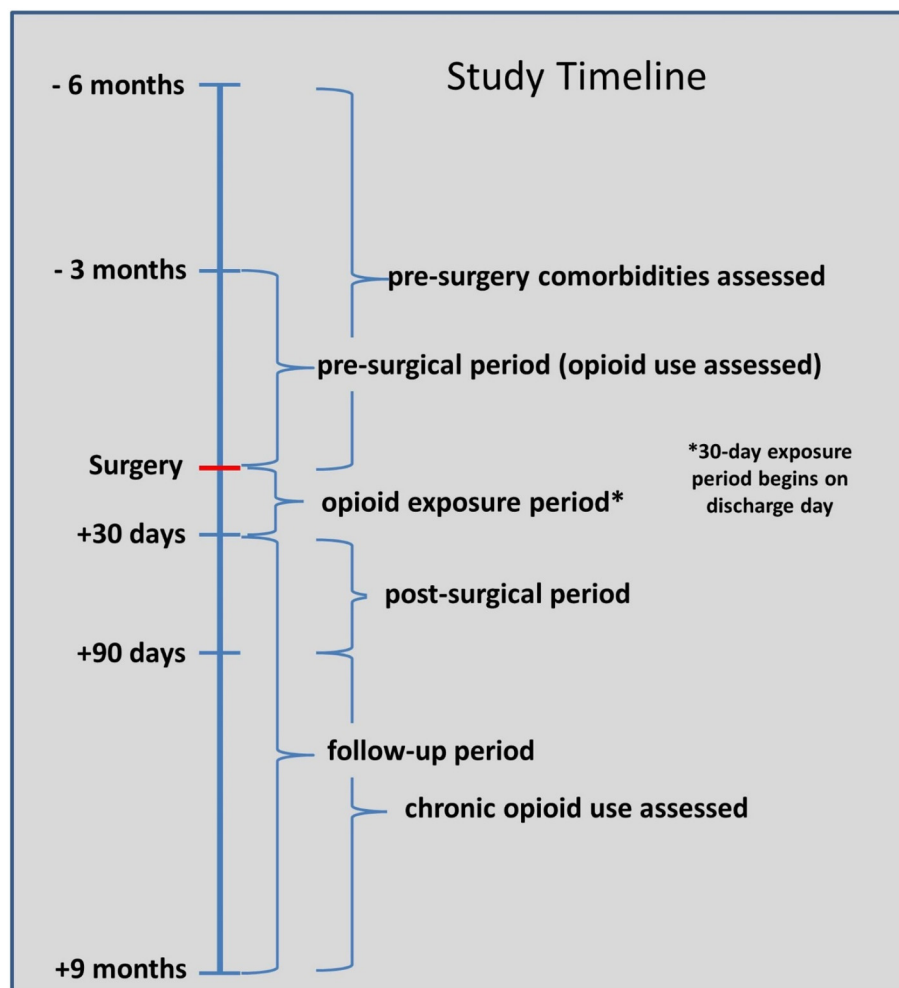 Study Timeline
- 6 months
- 3 months
pre-surgery comorbidities assessed
pre-surgical period (opioid use assessed)
Surgery
*30-day exposure
period begins on
discharge day
opioid exposure period*
+30 days
post-surgical period
+90 days
follow-up period
chronic opioid use assessed
+9 months